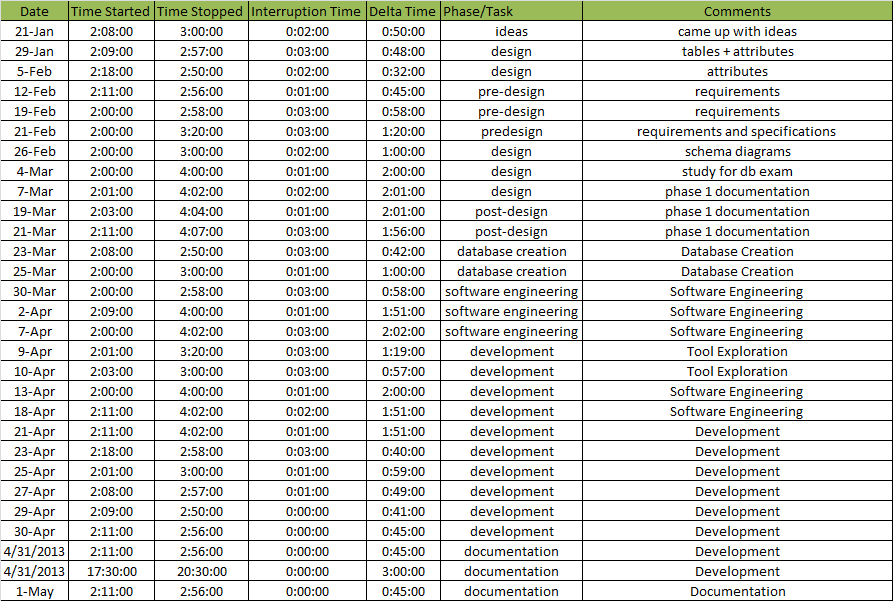 Date Time Started Time Stopped Interruption Time Delta Time Phase/Task Comments
21-Jan 2:08:00 3:00:00 0:02:00 0:50:00 ideas came up with ideas
29-Jan 2:09:00 2:57:00 0:03:00 0:48:00 design tables + attributes
5-Feb 2:18:00 2:50:00 0:02:00 0:32:00 design attributes
12-Feb 2:11:00 2:56:00 0:01:00 0:45:00 pre-design requirements
19-Feb 2:00:00 2:58:00 0:03:00 0:58:00 pre-design requirements
21-Feb 2:00:00 3:20:00 0:03:00 1:20:00 predesign requirements and specifications
26-Feb 2:00:00 3:00:00 0:02:00 1:00:00 design schema diagrams
4-Mar 2:00:00 4:00:00 0:01:00 2:00:00 design study for db exam
7-Mar 2:01:00 4:02:00 0:02:00 2:01:00 design phase 1 documentation
19-Mar 2:03:00 4:04:00 0:01:00 2:01:00 post-design phase 1 documentation
21-Mar 2:11:00 4:07:00 0:03:00 1:56:00 post-design phase 1 documentation
23-Mar 2:08:00 2:50:00 0:03:00 0:42:00 database creation Database Creation
25-Mar 2:00:00 3:00:00 0:01:00 1:00:00 database creation Database Creation
30-Mar 2:00:00 2:58:00 0:03:00 0:58:00 software engineering Software Engineering
2-Apr 2:09:00 4:00:00 0:01:00 1:51:00 software engineering Software Engineering
7-Apr 2:00:00 4:02:00 0:03:00 2:02:00 software engineering Software Engineering
9-Apr 2:01:00 3:20:00 0:03:00 1:19:00 development Tool Exploration
10-Apr 2:03:00 3:00:00 0:03:00 0:57:00 development Tool Exploration
13-Apr 2:00:00 4:00:00 0:01:00 2:00:00 development Software Engineering
18-Apr 2:11:00 4:02:00 0:02:00 1:51:00 development Software Engineering
21-Apr 2:11:00 4:02:00 0:01:00 1:51:00 development Development
23-Apr 2:18:00 2:58:00 0:03:00 0:40:00 development Development
25-Apr 2:01:00 3:00:00 0:01:00 0:59:00 development Development
27-Apr 2:08:00 2:57:00 0:01:00 0:49:00 development Development
29-Apr 2:09:00 2:50:00 0:00:00 0:41:00 development Development
30-Apr 2:11:00 2:56:00 0:00:00 0:45:00 development Development
4/31/2013 2:11:00 2:56:00 0:00:00 0:45:00 documentation Development
4/31/2013 17:30:00 20:30:00 0:00:00 3:00:00 documentation Development
1-May 2:11:00 2:56:00 0:00:00 0:45:00 documentation Documentation